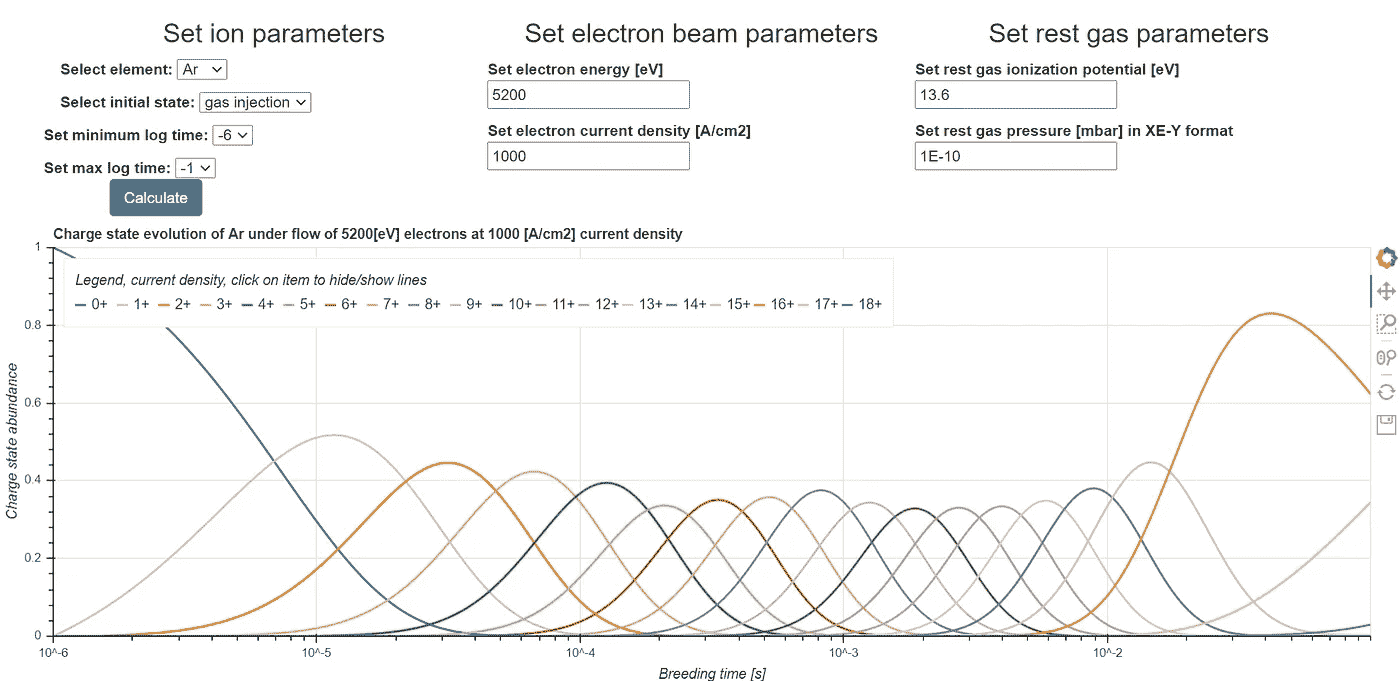 Set ion parameters
Set electron beam parameters
Set rest gas parameters
Select element: Ar
Select initial state: gas injection
Set minimum log time: -6
Set max log time: -1
Calculate
Set electron energy [eV]
5200
Set electron current density [A/cm2]
1000
Set rest gas ionization potential [eV]
13.6
Set rest gas pressure [mbar] in XE-Y format
1E-10
Charge state evolution of Ar under flow of 5200[eV] electrons at 1000 [A/cm2] current density
Legend, current density, click on item to hide/show lines
0+ 1+ 2+ 3+ 4+ 5+ 6+ 7+ 8+ 9+ 10+ 11+ 12+ 13+ 14+ 15+ 16+ 17+ 18+
Charge state abundance
1
0.8
0.6
0.4
0.2
0
10^-6 10^-5 10^-4 10^-3 10^-2
Breeding time [s]